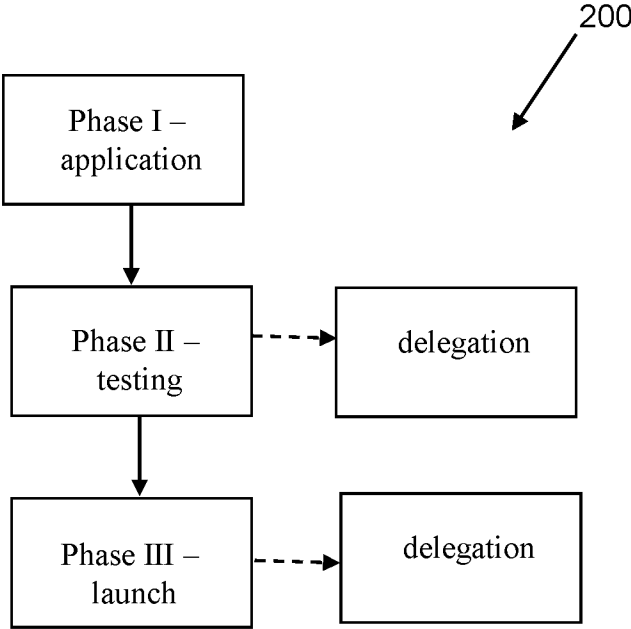 200
Phase I –
application
Phase II –
testing
delegation
Phase III –
launch
delegation